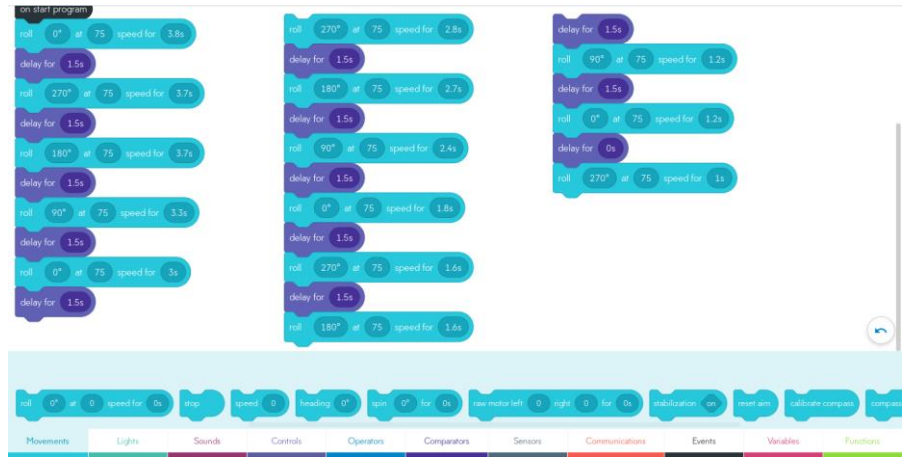 on start program
roll 0° at 75 speed for 3.8s
delay for 1.5s
roll 270° at 75 speed for 3.7s
delay for 1.5s
roll 180° at 75 speed for 3.7s
delay for 1.5s
roll 90° at 75 speed for 3.3s
delay for 1.5s
roll 0° at 75 speed for 3s
delay for 1.5s
roll 270° at 75 speed for 2.8s
delay for 1.5s
roll 180° at 75 speed for 2.7s
delay for 1.5s
roll 90° at 75 speed for 2.4s
delay for 1.5s
roll 0° at 75 speed for 1.8s
delay for 1.5s
roll 270° at 75 speed for 1.6s
delay for 1.5s
roll 180° at 75 speed for 1.6s
delay for 1.5s
roll 90° at 75 speed for 1.2s
delay for 1.5s
roll 0° at 75 speed for 1.2s
delay for 0s
roll 270° at 75 speed for 1s
roll 0° at 0 speed for 0s stop speed 0 heading 0° spin 0° for 0s raw motor left 0 right 0 for 0s stabilization on reset aim calibrate compass compass
Movements Lights Sounds Controls Operators Comparators Sensors Communications Events Variables Functions